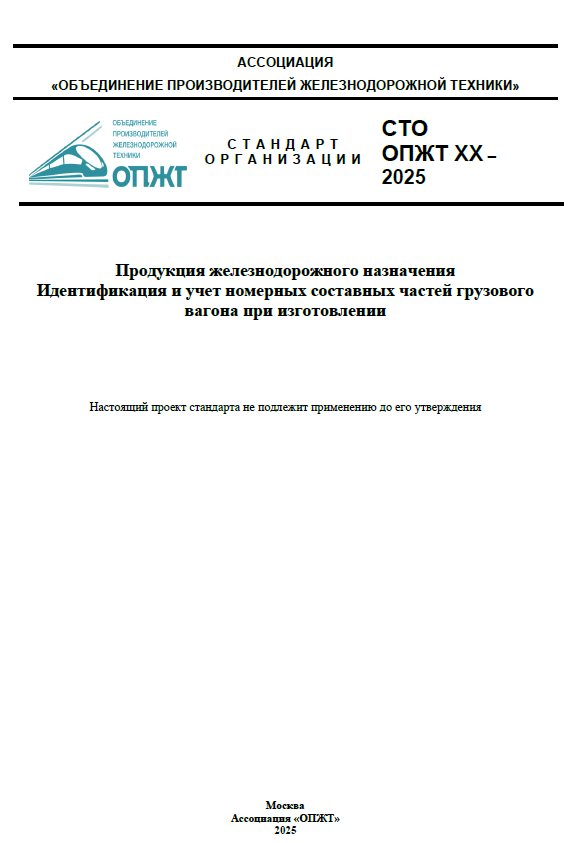 АССОЦИАЦИЯ
«ОБЪЕДИНЕНИЕ ПРОИЗВОДИТЕЛЕЙ ЖЕЛЕЗНОДОРОЖНОЙ ТЕХНИКИ»
ОБЪЕДИНЕНИЕ
ПРОИЗВОДИТЕЛЕЙ
ЖЕЛЕЗНОДОРОЖНОЙ
ТЕХНИКИ
ОПЖТ
СТАНДАРТ
ОРГАНИЗАЦИИ
СТО
ОПЖТ ХХ –
2025
Продукция железнодорожного назначения
Идентификация и учет номерных составных частей грузового
вагона при изготовлении
Настоящий проект стандарта не подлежит применению до его утверждения
Москва
Ассоциация «ОПЖТ»
2025